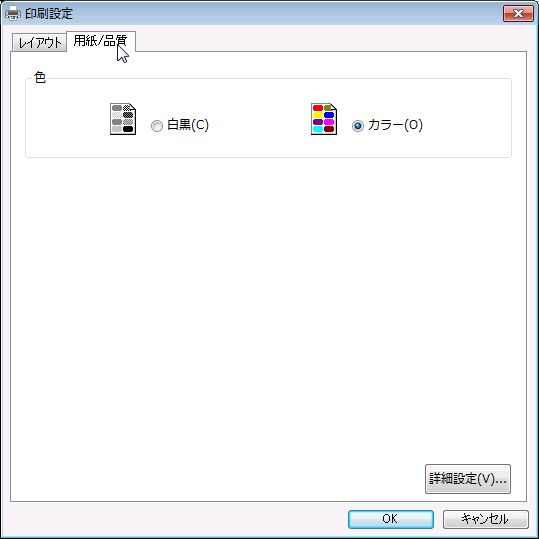 印刷設定
レイアウト 用紙/品質
色
白黒(C) カラー(O)
詳細設定(V)...
OK キャンセル